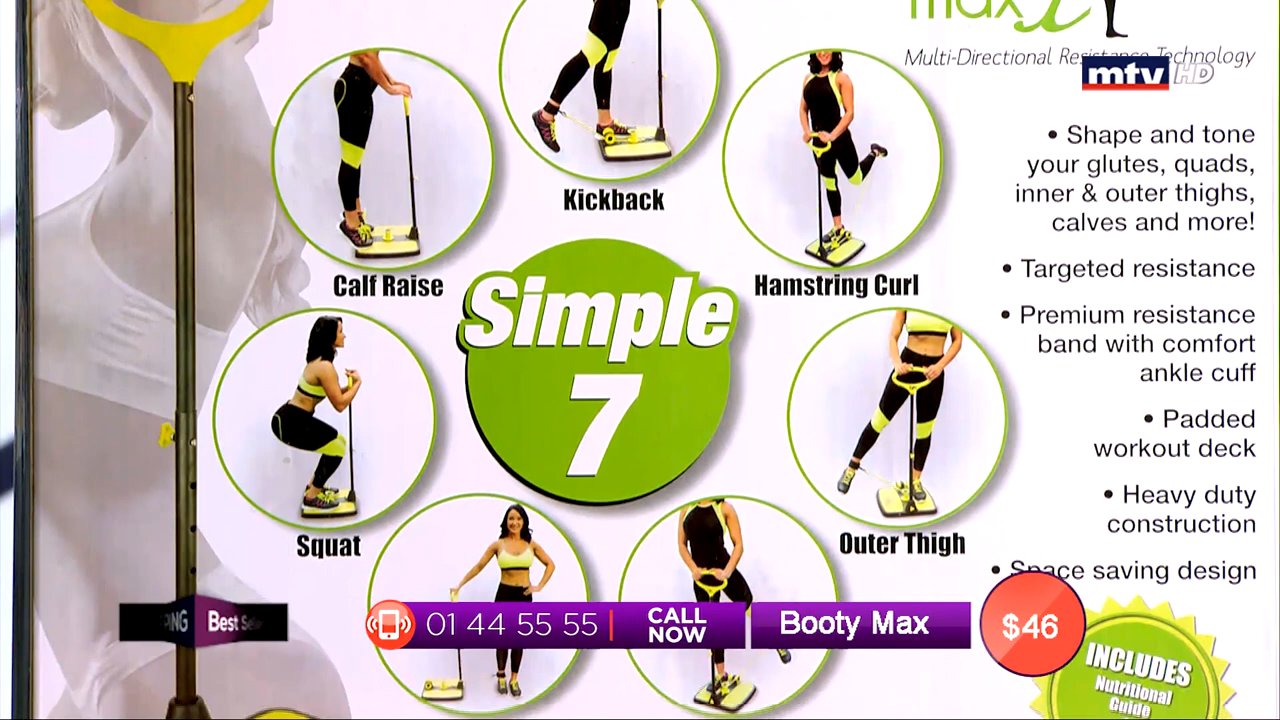 max
Multi-Directional Resistance Technology
mtv HD
Kickback
Calf Raise
Hamstring Curl
Simple
7
Squat
Outer Thigh
• Shape and tone
your glutes, quads,
inner & outer thighs,
calves and more!
• Targeted resistance
• Premium resistance
band with comfort
ankle cuff
• Padded
workout deck
• Heavy duty
construction
• Space saving design
PING
Best
01 44 55 55
CALL
NOW
Booty Max
$46
INCLUDES
Nutritional
Guide